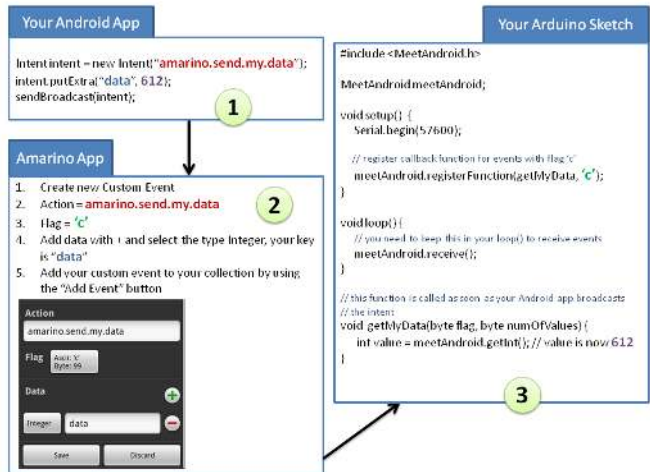 Your Android App
Intent intent = new Intent("amarino.send.my.data");
intent.putExtra("data", 612);
sendBroadcast(intent);
1
Amarino App
1. Create new Custom Event
2. Action = amarino.send.my.data
3. Flag = 'c'
4. Add data with + and select the type Integer, your key
is "data"
5. Add your custom event to your collection by using
the "Add Event" button
2
Action
amarino.send.my.data
Flag
Ascii: 'c'
Byte: 99
Data
Integer
data
Save
Discard
Your Arduino Sketch
#include <MeetAndroid.h>
MeetAndroid meetAndroid;
void setup() {
Serial.begin(57600);
// register callback function for events with flag 'c'
meetAndroid.registerFunction(getMyData, 'c');
}
void loop(){
// you need to keep this in your loop() to receive events
meetAndroid.receive();
}
// this function is called as soon as your Android app broadcasts
// the intent
void getMyData(byte flag, byte numOfValues) {
int value = meetAndroid.getInt(); // value is now 612
}
3